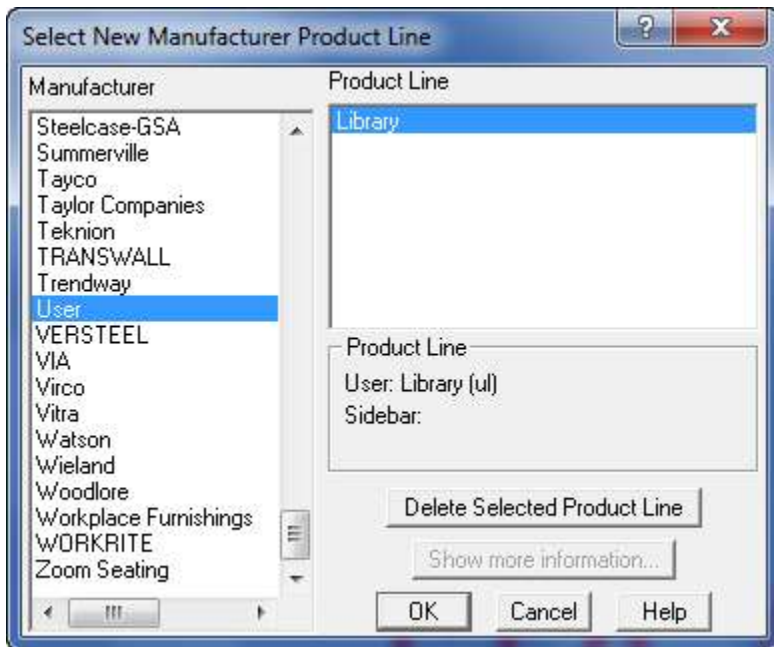 Select New Manufacturer Product Line
Manufacturer
Steelcase-GSA
Summerville
Tayco
Taylor Companies
Teknion
TRANSWALL
Trendway
User
VERSTEEL
VIA
Virco
Vitra
Watson
Wieland
Woodlore
Workplace Furnishings
WORKRITE
Zoom Seating
Product Line
Library
Product Line
User: Library (ul)
Sidebar:
Delete Selected Product Line
Show more information...
OK Cancel Help